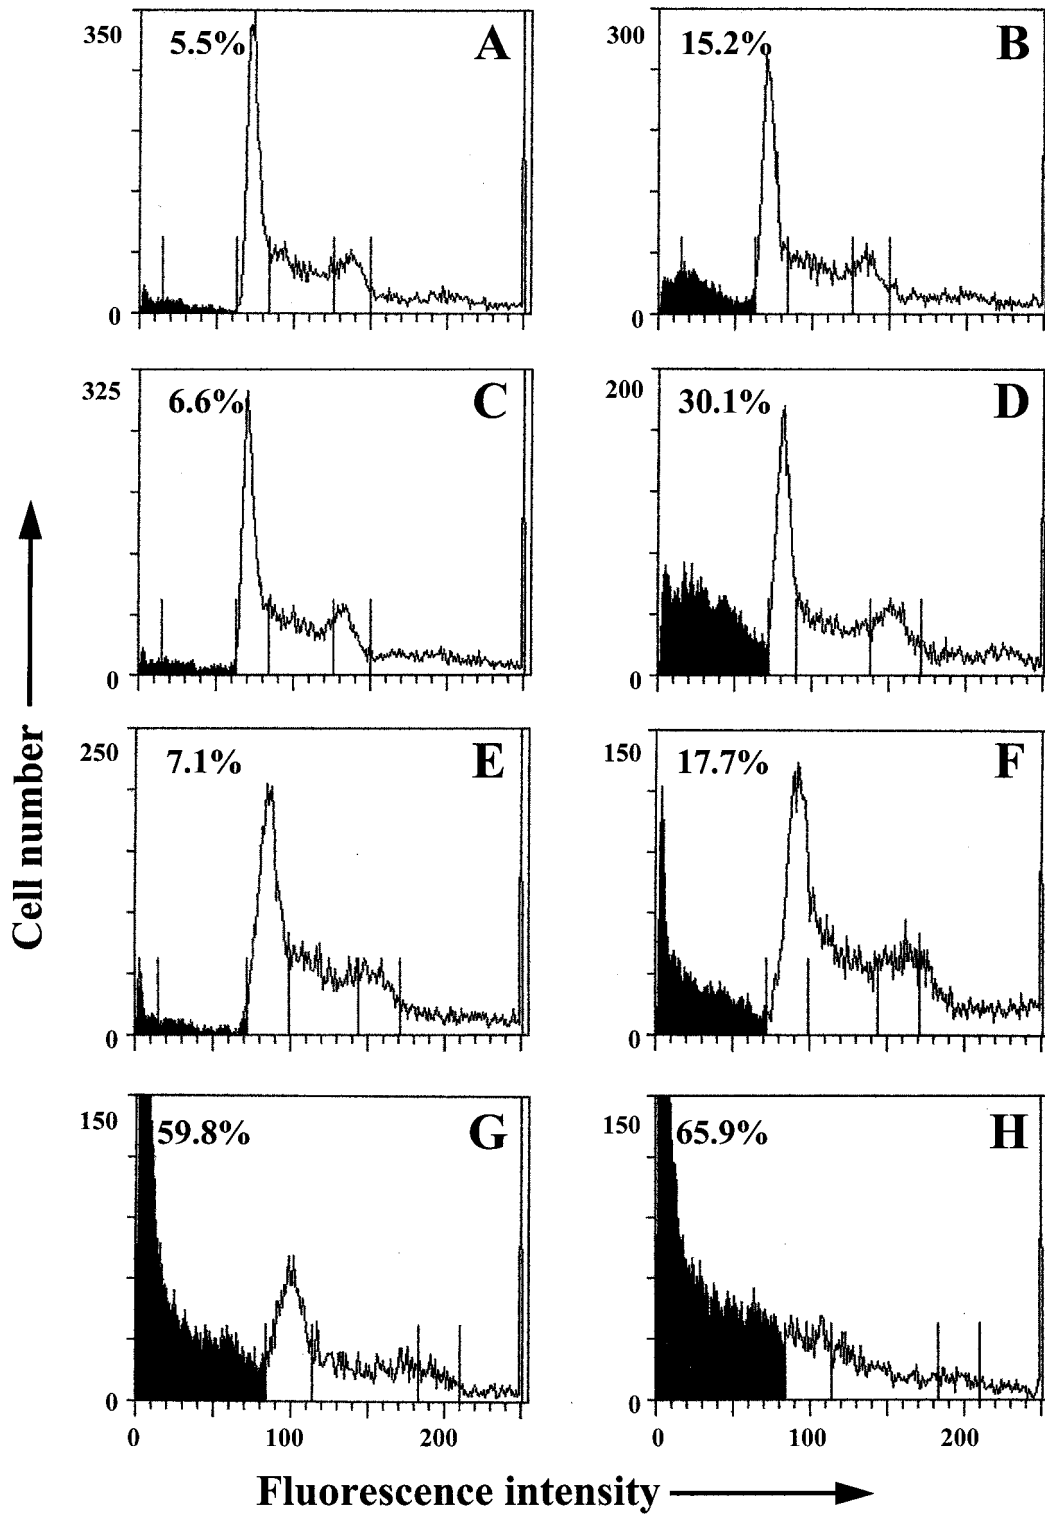 350 5.5% A
0
300 15.2% B
0
325 6.6% C
0
200 30.1% D
0
250 7.1% E
0
150 17.7% F
0
150 59.8% G
0
150 65.9% H
0
0 100 200
0 100 200
Cell number
Fluorescence intensity